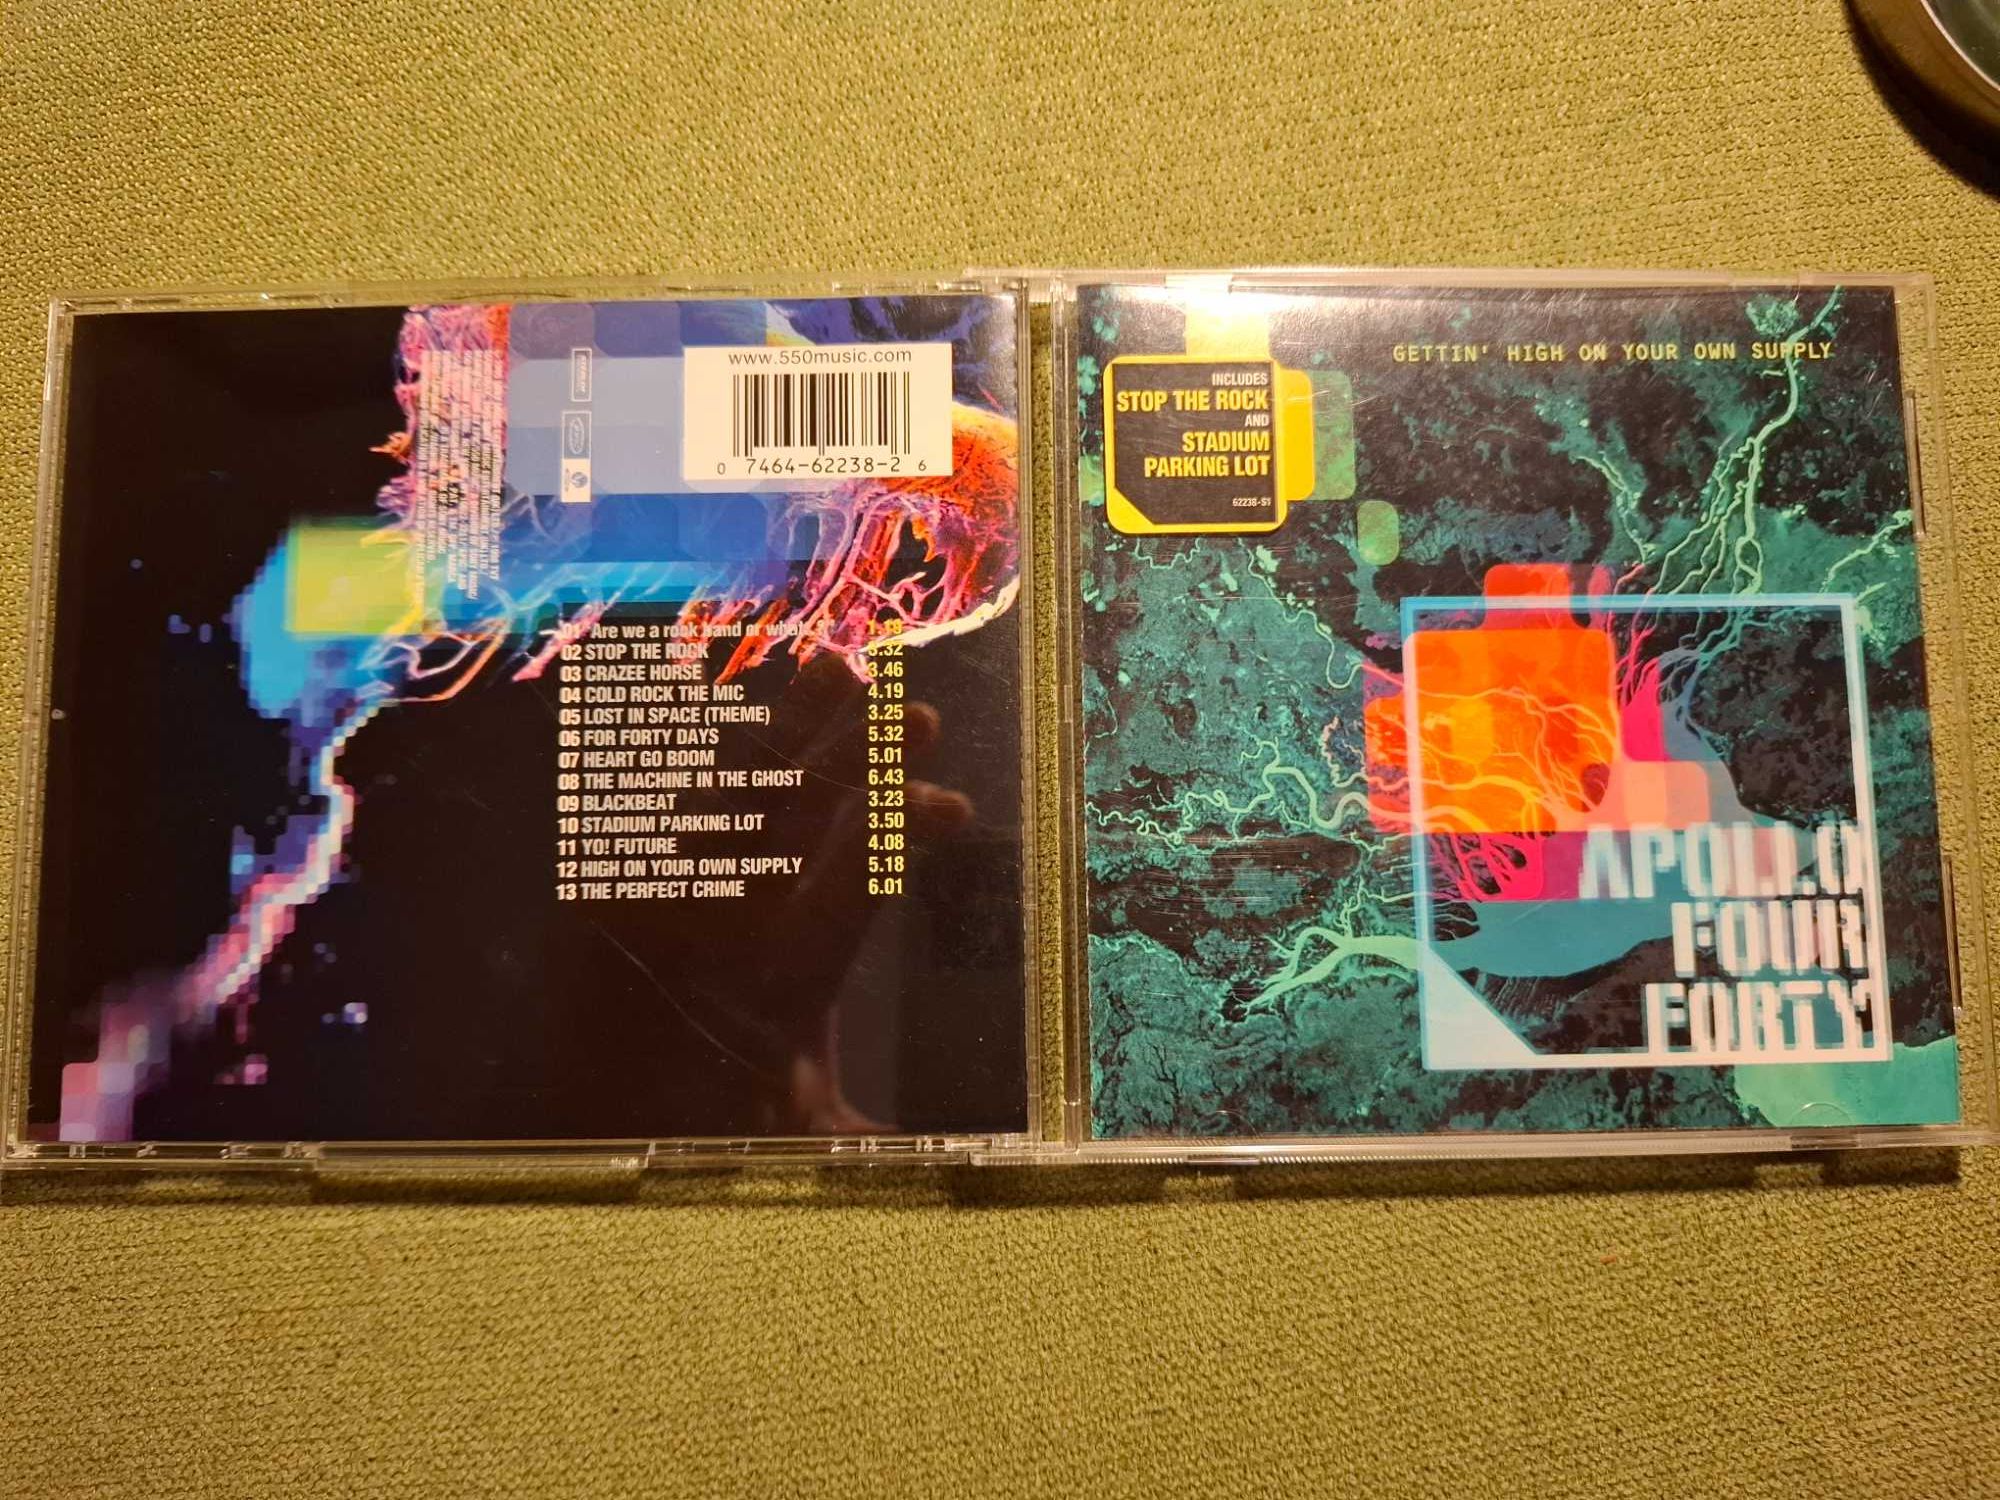 www.550music.com
0 7464-62238-2 6
01 "Are we a rock band or what..?" 1.19
02 STOP THE ROCK 3.32
03 CRAZEE HORSE 3.46
04 COLD ROCK THE MIC 4.19
05 LOST IN SPACE (THEME) 3.25
06 FOR FORTY DAYS 5.32
07 HEART GO BOOM 5.01
08 THE MACHINE IN THE GHOST 6.43
09 BLACKBEAT 3.23
10 STADIUM PARKING LOT 3.50
11 YO! FUTURE 4.08
12 HIGH ON YOUR OWN SUPPLY 5.18
13 THE PERFECT CRIME 6.01
GETTIN' HIGH ON YOUR OWN SUPPLY
INCLUDES
STOP THE ROCK
AND
STADIUM
PARKING LOT
62238-S1
APOLLO
FOUR
FORTY